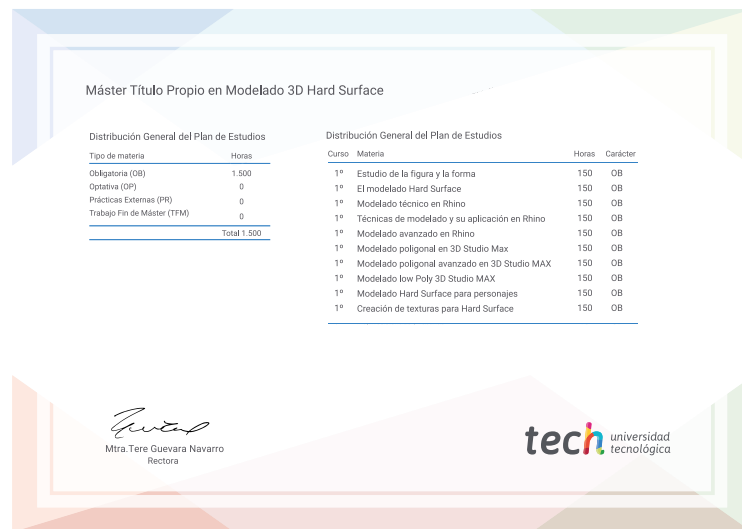 Máster Título Propio en Modelado 3D Hard Surface
Distribución General del Plan de Estudios
Tipo de materia Horas
Obligatoria (OB) 1.500
Optativa (OP) 0
Prácticas Externas (PR) 0
Trabajo Fin de Máster (TFM) 0
Total 1.500
Distribución General del Plan de Estudios
Curso Materia Horas Carácter
1º Estudio de la figura y la forma 150 OB
1º El modelado Hard Surface 150 OB
1º Modelado técnico en Rhino 150 OB
1º Técnicas de modelado y su aplicación en Rhino 150 OB
1º Modelado avanzado en Rhino 150 OB
1º Modelado poligonal en 3D Studio Max 150 OB
1º Modelado poligonal avanzado en 3D Studio MAX 150 OB
1º Modelado low Poly 3D Studio MAX 150 OB
1º Modelado Hard Surface para personajes 150 OB
1º Creación de texturas para Hard Surface 150 OB
Mtra.Tere Guevara Navarro
Rectora
tech universidad
tecnológica